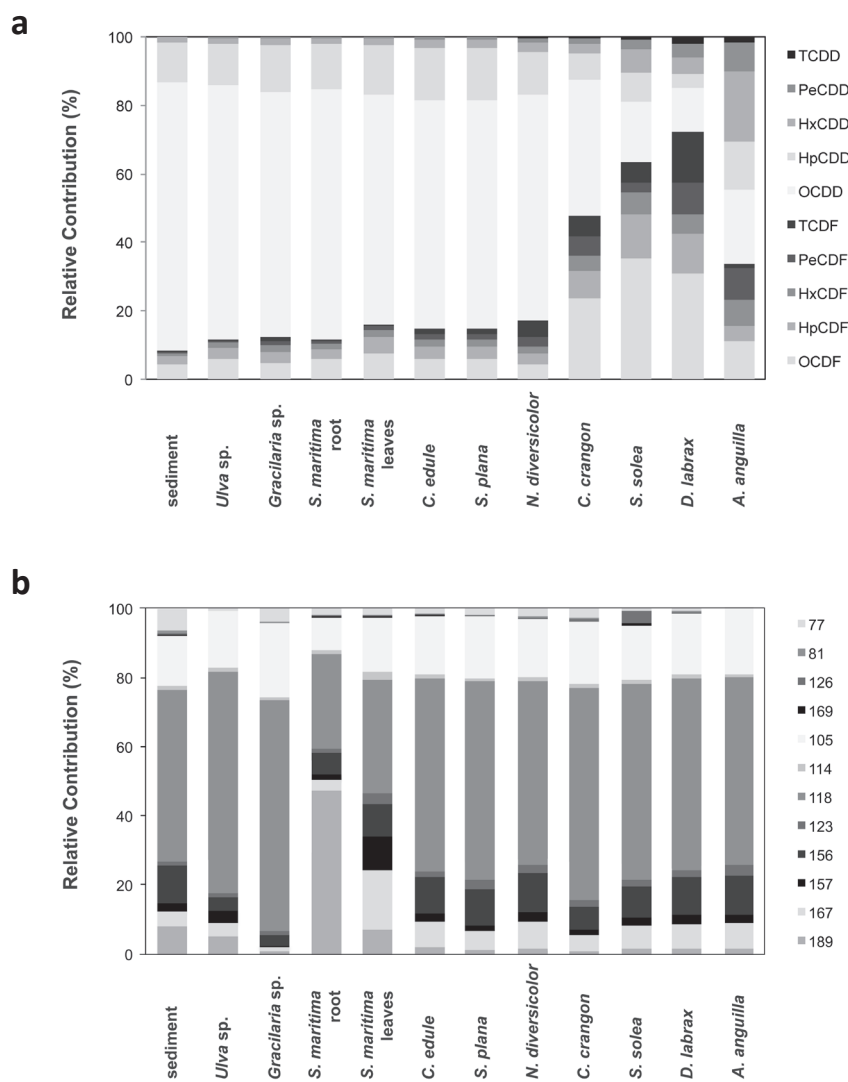 a
Relative Contribution (%)
100
80
60
40
20
0
TCDD
PeCDD
HxCDD
HpCDD
OCDD
TCDF
PeCDF
HxCDF
HpCDF
OCDF
sediment
Ulva sp.
Gracilaria sp.
S. maritima
root
S. maritima
leaves
C. edule
S. plana
N. diversicolor
C. crangon
S. solea
D. labrax
A. anguilla
b
Relative Contribution (%)
100
80
60
40
20
0
77
81
126
169
105
114
118
123
156
157
167
189
sediment
Ulva sp.
Gracilaria sp.
S. maritima
root
S. maritima
leaves
C. edule
S. plana
N. diversicolor
C. crangon
S. solea
D. labrax
A. anguilla